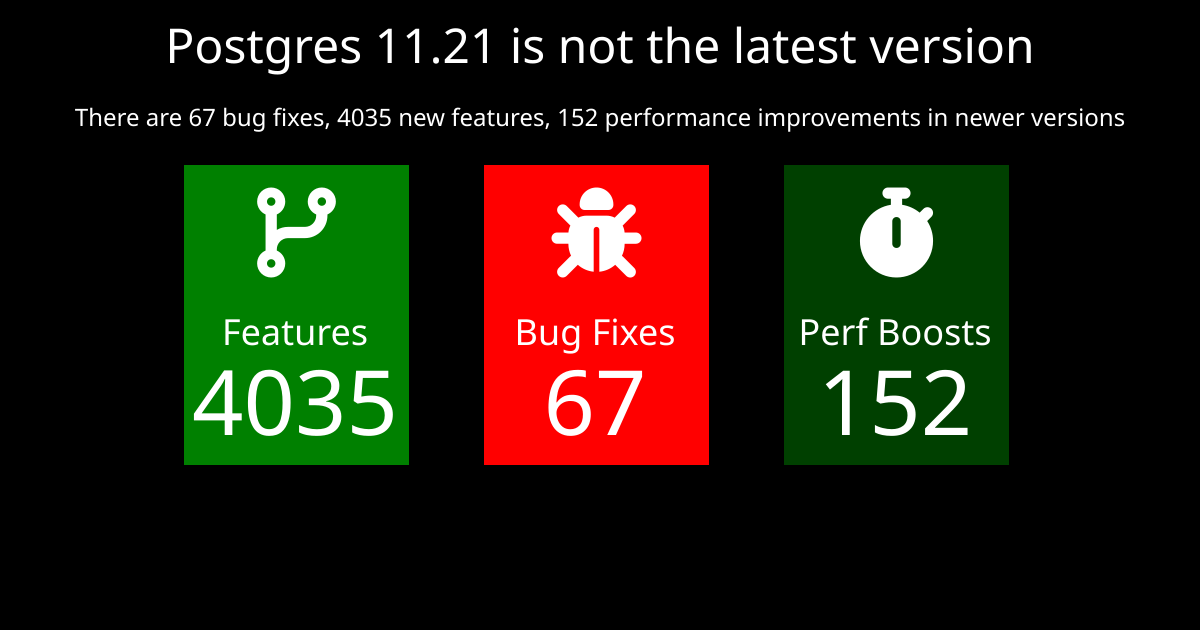 Postgres 11.21 is not the latest version
There are 67 bug fixes, 4035 new features, 152 performance improvements in newer versions
Features
4035
Bug Fixes
67
Perf Boosts
152